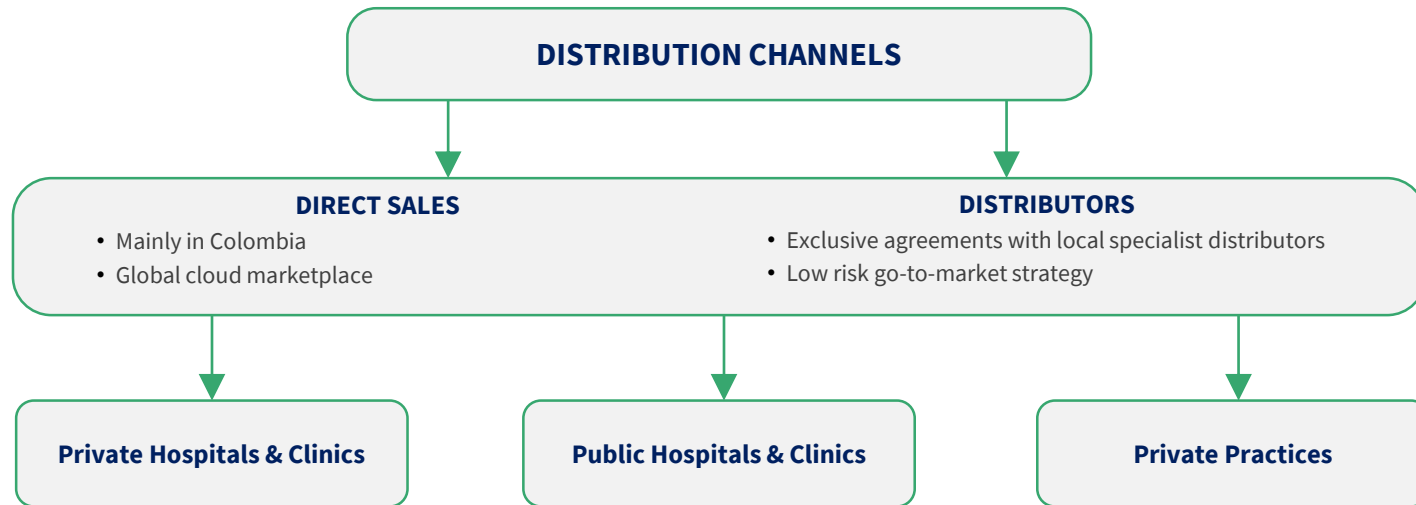 DISTRIBUTION CHANNELS
DIRECT SALES
• Mainly in Colombia
• Global cloud marketplace
DISTRIBUTORS
• Exclusive agreements with local specialist distributors
• Low risk go-to-market strategy
Private Hospitals & Clinics
Public Hospitals & Clinics
Private Practices